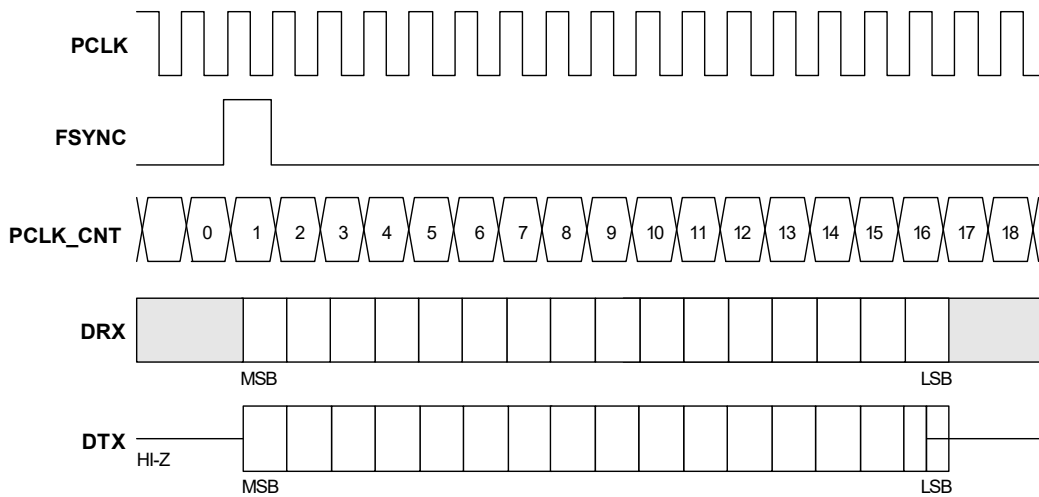 PCLK
FSYNC
PCLK_CNT 0 1 2 3 4 5 6 7 8 9 10 11 12 13 14 15 16 17 18
DRX
MSB LSB
DTX
HI-Z
MSB LSB